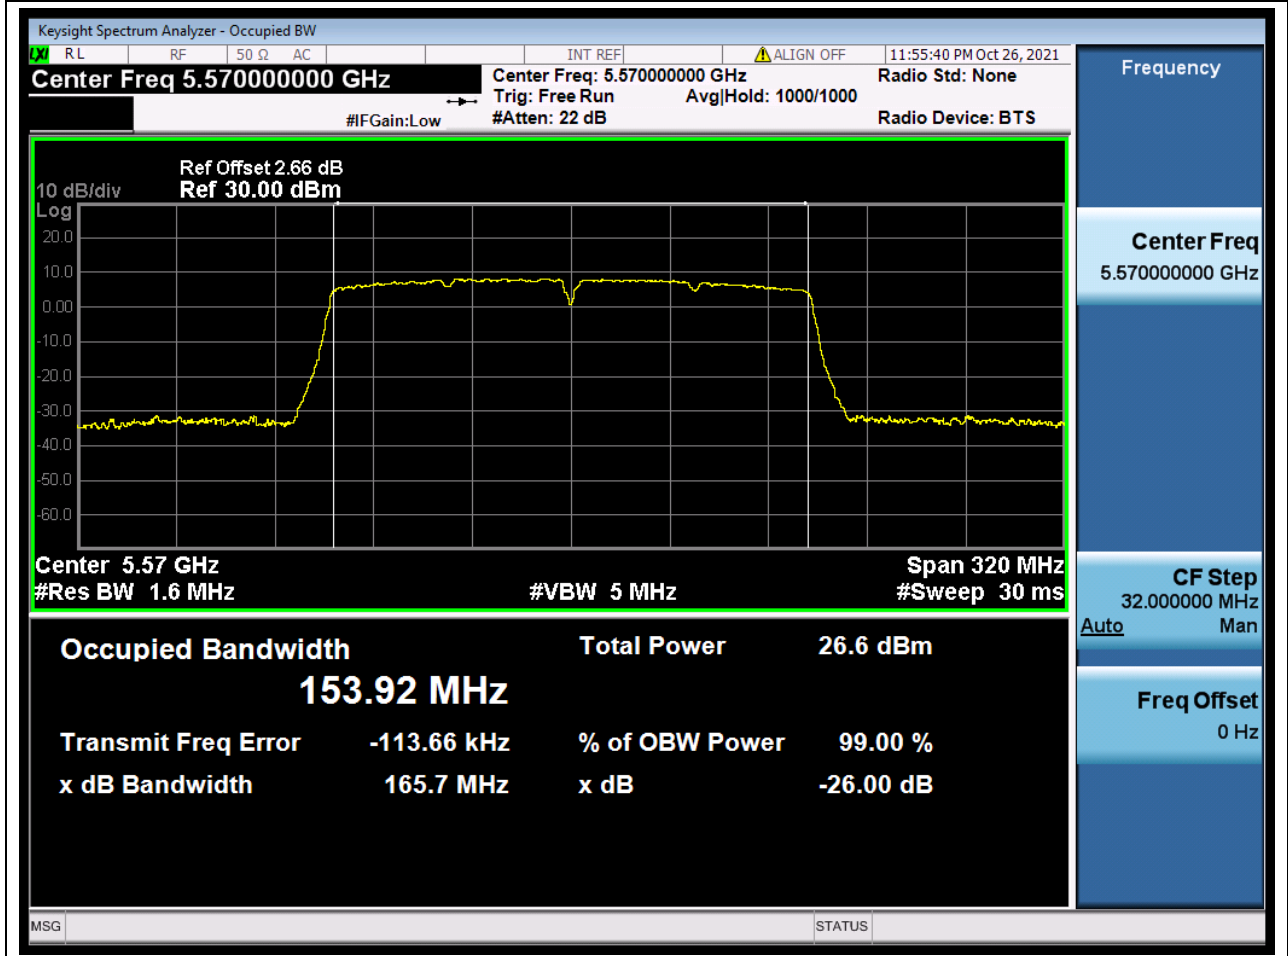 Keysight Spectrum Analyzer - Occupied BW
LXI RL RF 50 Ω AC INT REF ALIGN OFF 11:55:40 PM Oct 26, 2021
Center Freq 5.570000000 GHz
Center Freq: 5.570000000 GHz Radio Std: None
Trig: Free Run Avg|Hold: 1000/1000
#IFGain:Low #Atten: 22 dB Radio Device: BTS
Ref Offset 2.66 dB
10 dB/div Ref 30.00 dBm
Log
20.0
10.0
0.00
-10.0
-20.0
-30.0
-40.0
-50.0
-60.0
Center 5.57 GHz Span 320 MHz
#Res BW 1.6 MHz #VBW 5 MHz #Sweep 30 ms
Occupied Bandwidth Total Power 26.6 dBm
153.92 MHz
Transmit Freq Error -113.66 kHz % of OBW Power 99.00 %
x dB Bandwidth 165.7 MHz x dB -26.00 dB
Frequency
Center Freq
5.570000000 GHz
CF Step
32.000000 MHz
Auto Man
Freq Offset
0 Hz
MSG STATUS